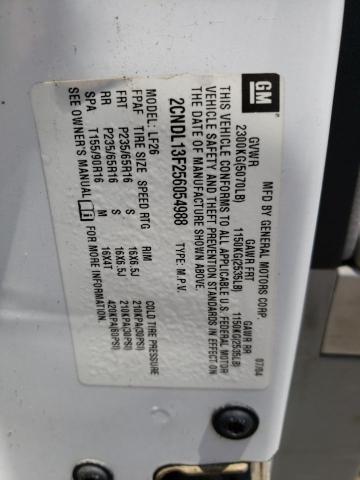 GM
MFD BY GENERAL MOTORS CORP
07/04
GVWR GAWR FRT GAWR RR
2300KG(5070LB) 1150KG(2535LB) 1150KG(2535LB)
THIS VEHICLE CONFORMS TO ALL APPLICABLE U.S. FEDERAL MOTOR
VEHICLE SAFETY AND THEFT PREVENTION STANDARDS IN EFFECT ON
THE DATE OF MANUFACTURE SHOWN ABOVE.
2CNDL13F256054988 TYPE: M.P.V.
MODEL: LF26
FPAF TIRE SIZE SPEED RTG RIM COLD TIRE PRESSURE
FRT P235/65R16 S 16X6.5J 210KPA(30PSI)
RR P235/65R16 S 16X6.5J 210KPA(30PSI)
SPA T155/90R16 M 16X4T 420KPA(60PSI)
SEE OWNER'S MANUAL FOR MORE INFORMATION